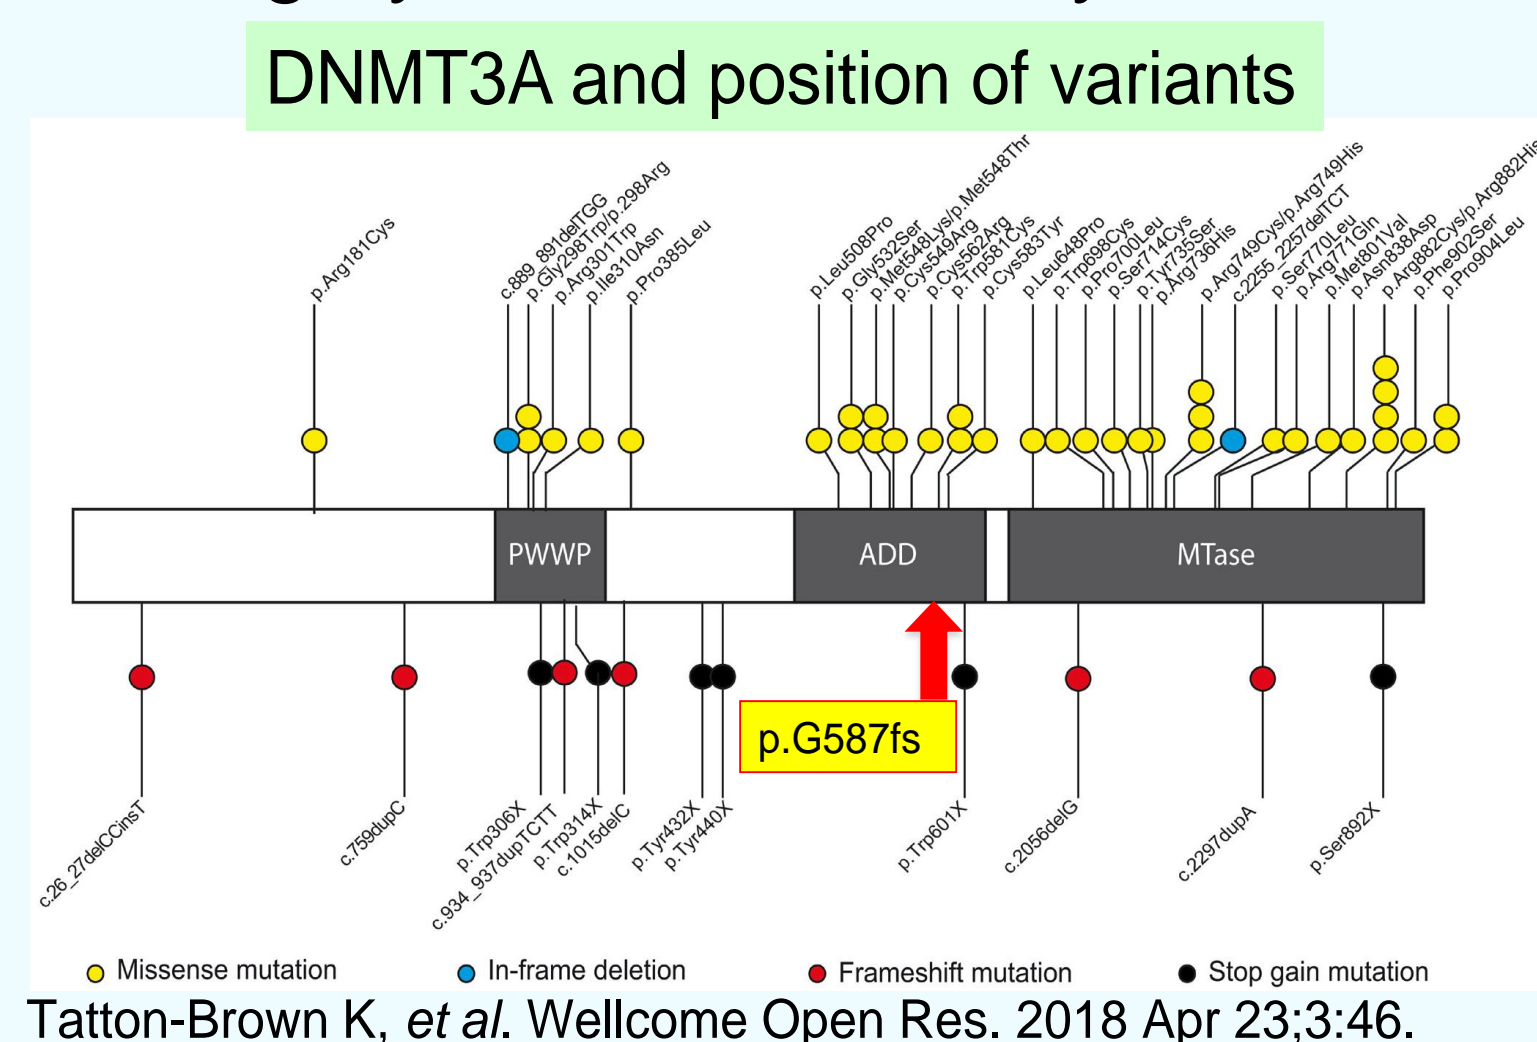 DNMT3A and position of variants
p.Arg181Cys
c.889_891delTGG
p.Gly298Trp/p.298Arg
p.Arg301Trp
p.Ile310Asn
p.Pro385Leu
p.Leu508Pro
p.Gly532Ser
p.Met548Lys/p.Met548Thr
p.Cys549Arg
p.Cys562Arg
p.Trp581Cys
p.Cys583Tyr
p.Leu648Pro
p.Trp698Cys
p.Pro700Leu
p.Ser714Cys
p.Tyr735Ser
p.Arg736His
p.Arg749Cys/p.Arg749His
c.2255_2257delTCT
p.Ser770Leu
p.Arg771Gln
p.Met801Val
p.Asn838Asp
p.Arg882Cys/p.Arg882His
p.Phe902Ser
p.Pro904Leu
PWWP
ADD
MTase
p.G587fs
c.26_27delCCinsT
c.759dupC
p.Trp306X
c.934_937dupTCTT
p.Trp314X
c.1015delC
p.Tyr432X
p.Tyr440X
p.Trp601X
c.2056delG
c.2297dupA
p.Ser892X
Missense mutation
In-frame deletion
Frameshift mutation
Stop gain mutation
Tatton-Brown K, et al. Wellcome Open Res. 2018 Apr 23;3:46.